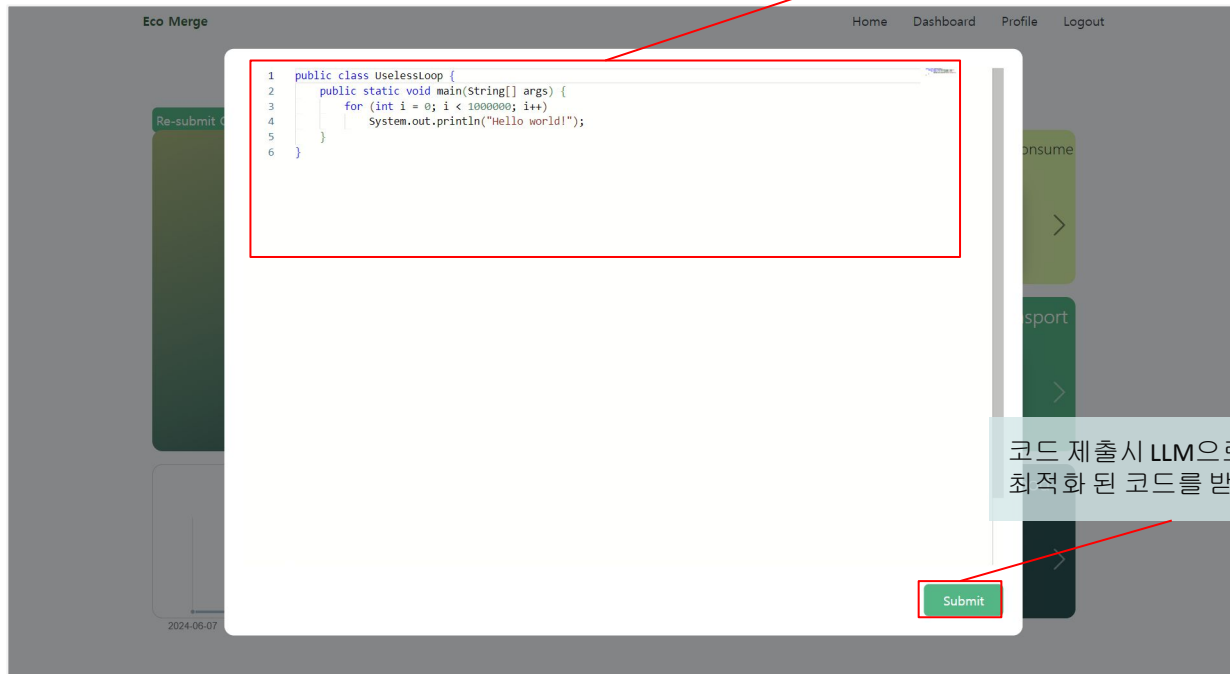 Eco Merge
Home Dashboard Profile Logout
1 public class UselessLoop {
2 public static void main(String[] args) {
3 for (int i = 0; i < 1000000; i++)
4 System.out.println("Hello world!");
5 }
6 }
Re-submit
코드 제출시 LLM으로
최적화 된 코드를 받
Submit
2024-06-07